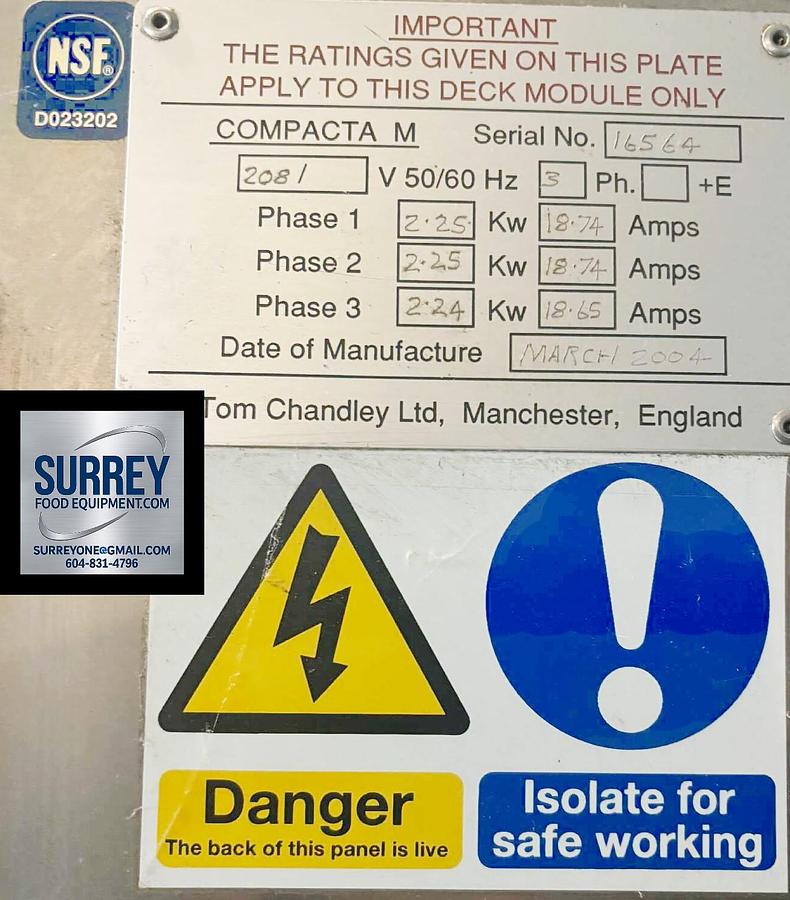 NSF®
D023202
IMPORTANT
THE RATINGS GIVEN ON THIS PLATE
APPLY TO THIS DECK MODULE ONLY
COMPACTA M Serial No. 16564
208/ V 50/60 Hz 3 Ph. +E
Phase 1 2.25 Kw 18.74 Amps
Phase 2 2.25 Kw 18.74 Amps
Phase 3 2.24 Kw 18.65 Amps
Date of Manufacture MARCH 2004
Tom Chandley Ltd, Manchester, England
SURREY
FOOD EQUIPMENT.COM
SURREYONE@GMAIL.COM
604-831-4796
Danger
The back of this panel is live
Isolate for
safe working